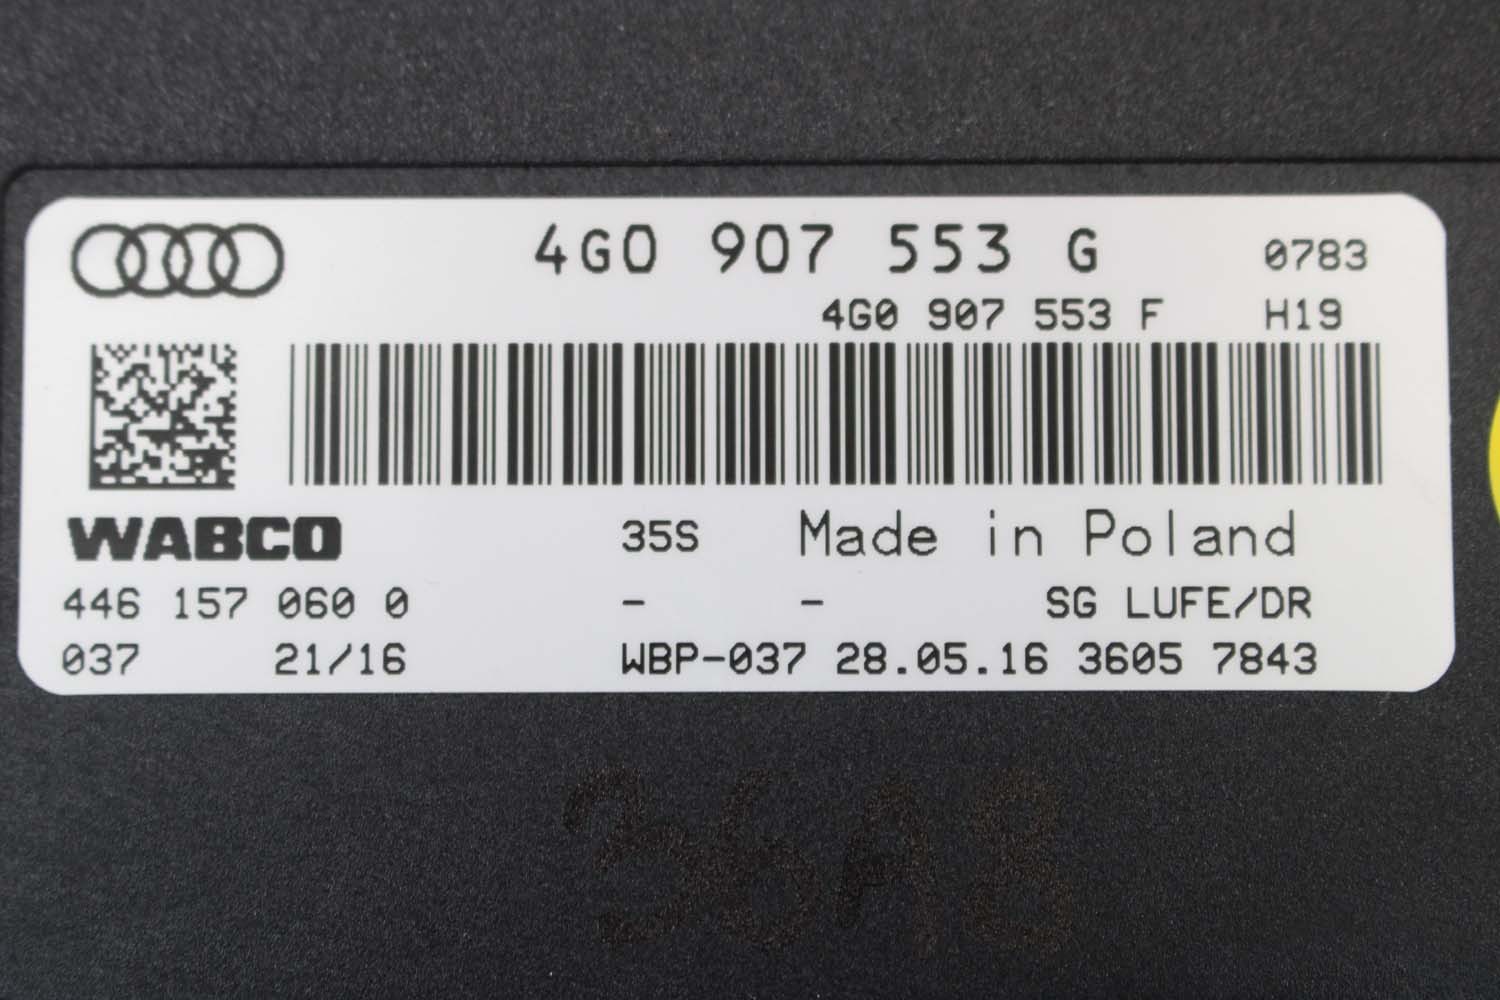 4G0 907 553 G 0783
4G0 907 553 F H19
WABCO 35S Made in Poland
446 157 060 0 - - SG LUFE/DR
037 21/16 WBP-037 28.05.16 3605 7843
36A8